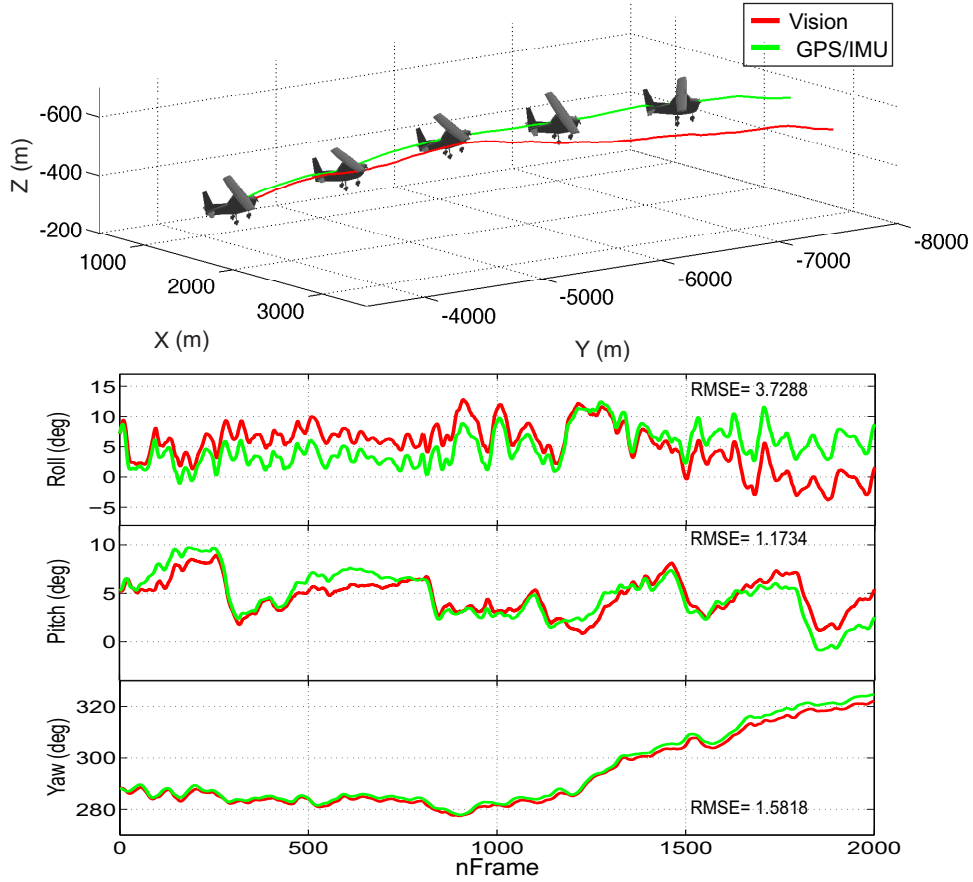 Vision
GPS/IMU
Z (m)
-600
-400
-200
1000
2000
3000
X (m)
-4000
-5000
-6000
-7000
-8000
Y (m)
Roll (deg)
15
10
5
0
−5
RMSE= 3.7288
Pitch (deg)
10
5
0
RMSE= 1.1734
Yaw (deg)
320
300
280
RMSE= 1.5818
0
500
1000
1500
2000
nFrame